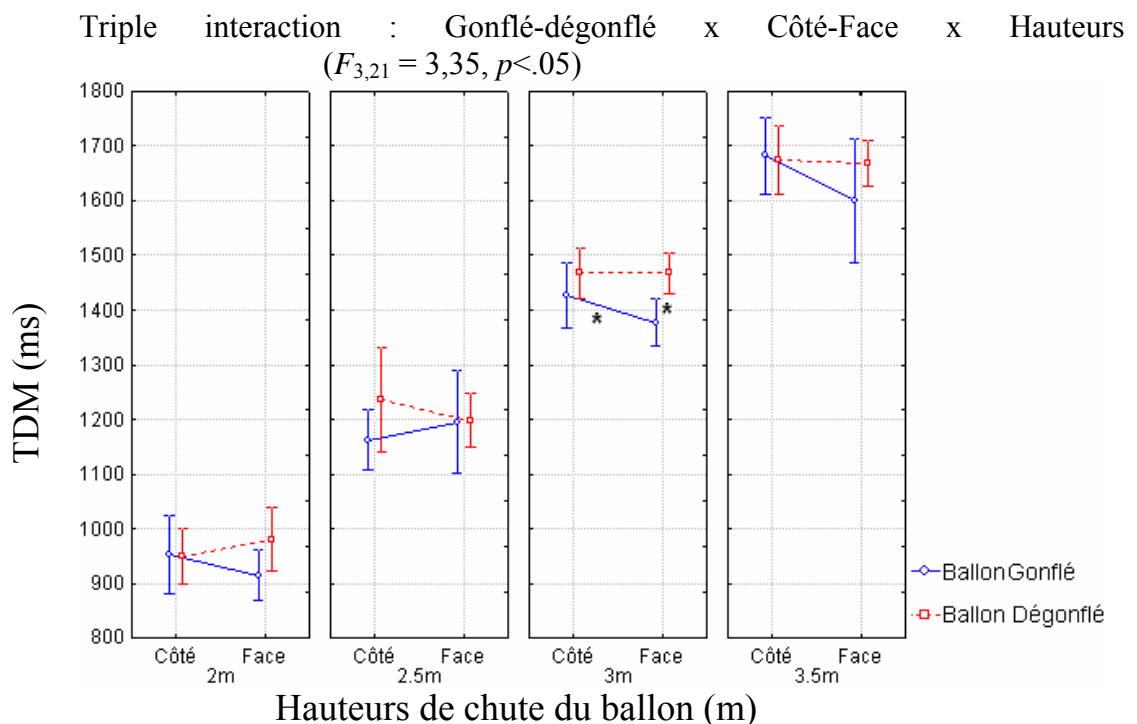 Triple interaction : Gonflé-dégonflé x Côté-Face x Hauteurs
(F3,21 = 3,35, p<.05)
1800
1700
1600
1500
1400
1300
1200
1100
1000
900
800
TDM (ms)
* *
Côté Face Côté Face Côté Face Côté Face
2m 2.5m 3m 3.5m
Hauteurs de chute du ballon (m)
Ballon Gonflé
Ballon Dégonflé